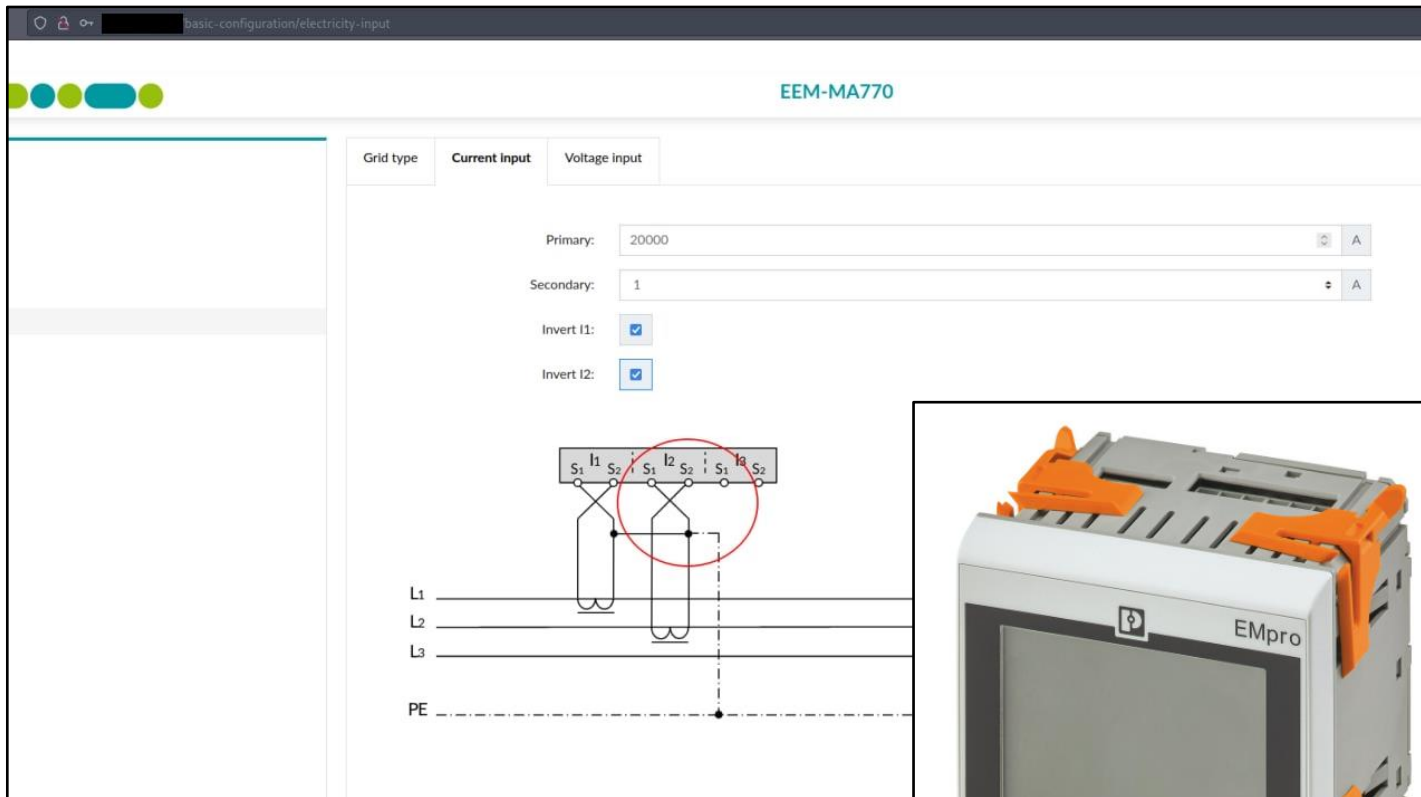 basic-configuration/electricity-input
EEM-MA770
Grid type Current input Voltage input
Primary: 20000 A
Secondary: 1 A
Invert I1:
Invert I2:
I1 I2 I3
S1 S2 S1 S2 S1 S2
L1
L2
L3
PE
EMpro